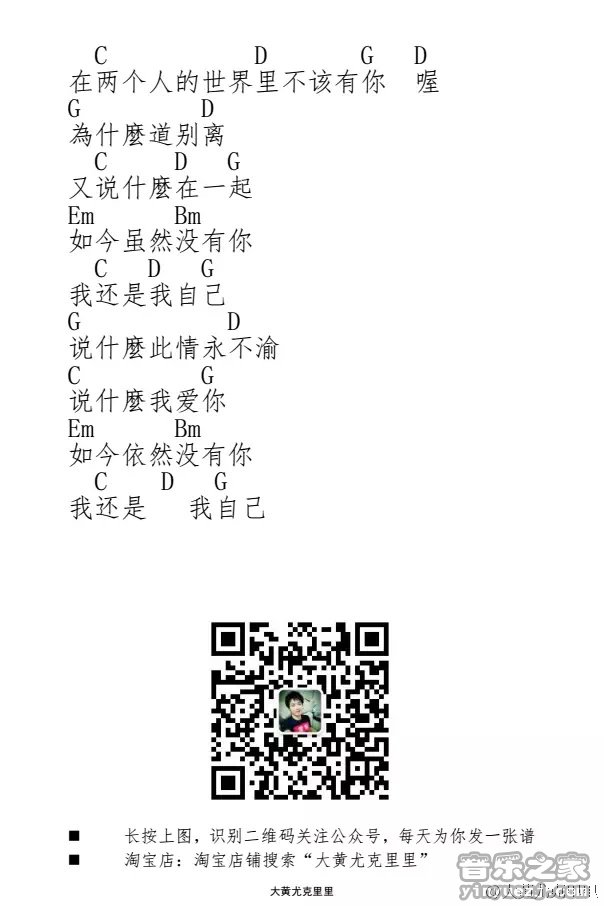 C D G D
在两个人的世界里不该有你 喔
G D
為什麼道别离
C D G
又说什麼在一起
Em Bm
如今虽然没有你
C D G
我还是我自己
G D
说什麼此情永不渝
C G
说什麼我爱你
Em Bm
如今依然没有你
C D G
我还是 我自己
■ 长按上图，识别二维码关注公众号，每天为你发一张谱
■ 淘宝店：淘宝店铺搜索“大黄尤克里里”
音乐之家
大黄尤克里里